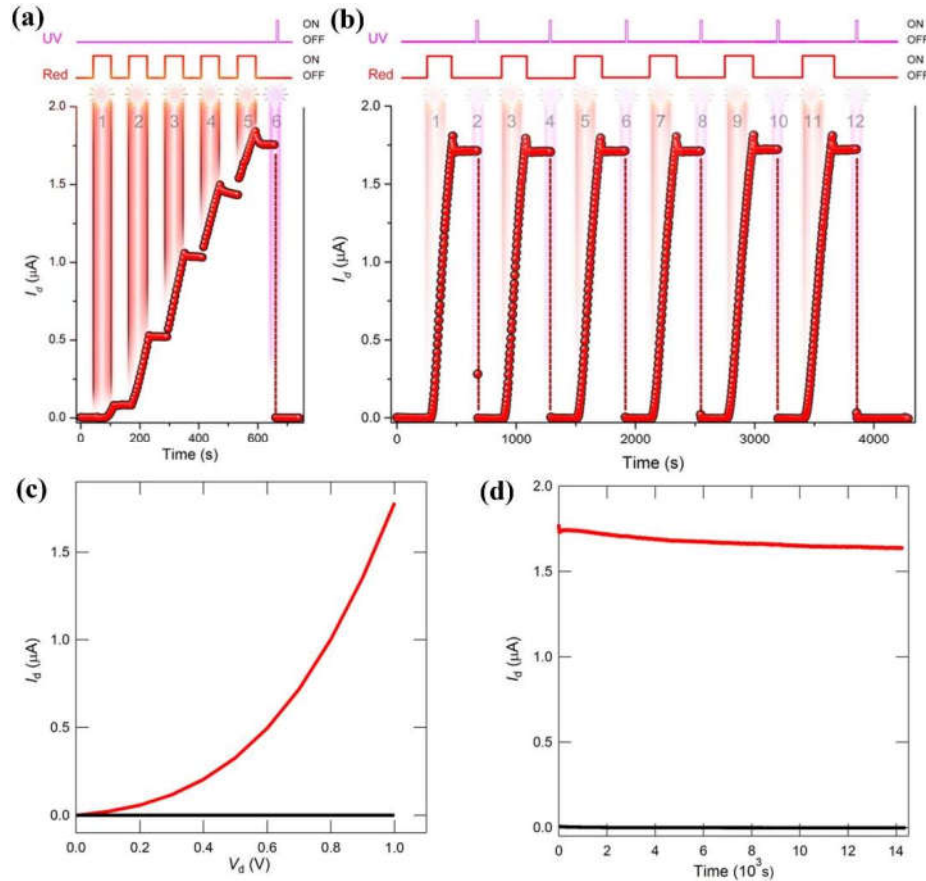 (a)
UV
ON
OFF
Red
ON
OFF
1 2 3 4 5 6
2.0
1.5
1.0
0.5
0.0
I_d (μA)
0 200 400 600
Time (s)
(b)
UV
ON
OFF
Red
ON
OFF
1 2 3 4 5 6 7 8 9 10 11 12
2.0
1.5
1.0
0.5
0.0
I_d (μA)
0 1000 2000 3000 4000
Time (s)
(c)
1.5
1.0
0.5
0.0
I_d (μA)
0.0 0.2 0.4 0.6 0.8 1.0
V_d (V)
(d)
2.0
1.5
1.0
0.5
0.0
I_d (μA)
0 2 4 6 8 10 12 14
Time (10³s)